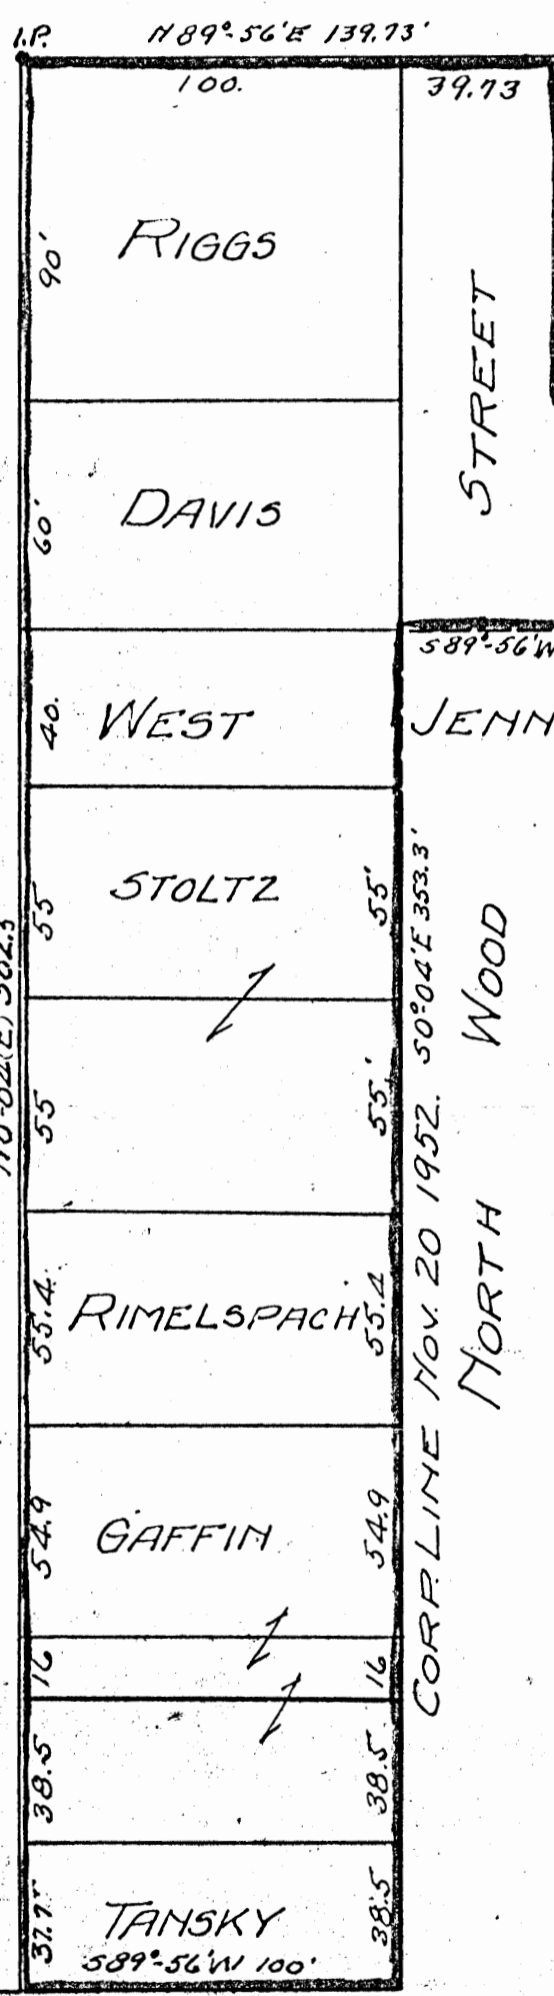 I.P. N89°-56'E 139.73'
100. 39.73
90' RIGGS
STREET
60' DAVIS
S89°-56'W
40. WEST
JENN
55 STOLTZ 55'
55 55'
S0°04'E 353.3'
CORP. LINE NOV. 20 1952.
NORTH WOOD
55.4 RIMELSPACH 55.4
54.9 GAFFIN 54.9
16 16
38.5 38.5
37.7 TANSKY 38.5
S89°-56'W 100'